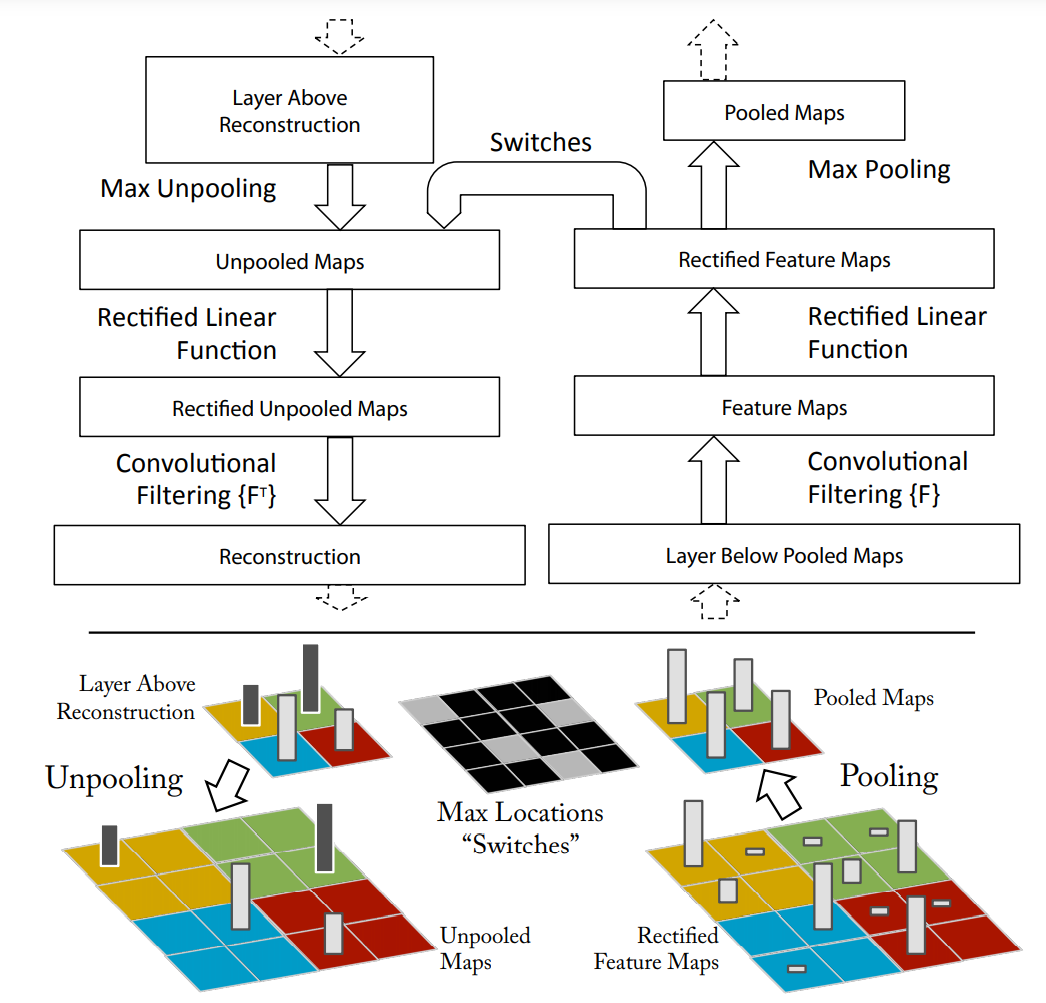 Layer Above
Reconstruction
Pooled Maps
Switches
Max Unpooling
Max Pooling
Unpooled Maps
Rectified Feature Maps
Rectified Linear
Function
Rectified Linear
Function
Rectified Unpooled Maps
Feature Maps
Convolutional
Filtering {Fᵀ}
Convolutional
Filtering {F}
Reconstruction
Layer Below Pooled Maps
Layer Above
Reconstruction
Pooled Maps
Unpooling
Pooling
Max Locations
“Switches”
Unpooled
Maps
Rectified
Feature Maps